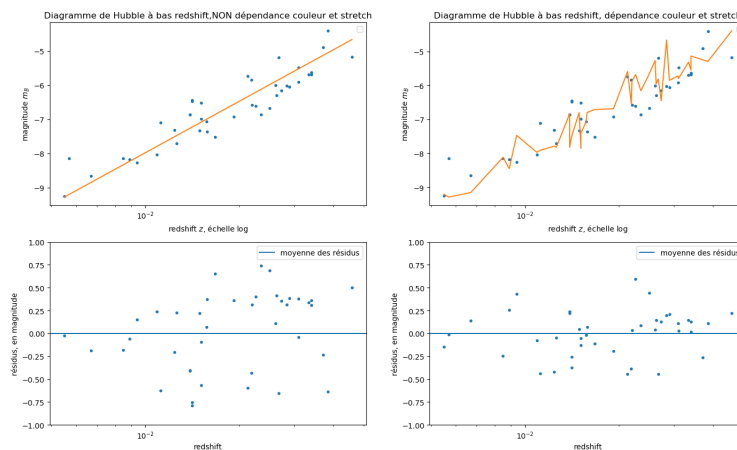 Diagramme de Hubble à bas redshift,NON dépendance couleur et stretch
magnitude mB
−5
−6
−7
−8
−9
10−2
redshift z, échelle log
Diagramme de Hubble à bas redshift, dépendance couleur et stretch
magnitude mB
−5
−6
−7
−8
−9
10−2
redshift z, échelle log
résidus, en magnitude
1.00
0.75
0.50
0.25
0.00
−0.25
−0.50
−0.75
−1.00
moyenne des résidus
10−2
redshift
résidus, en magnitude
1.00
0.75
0.50
0.25
0.00
−0.25
−0.50
−0.75
−1.00
moyenne des résidus
10−2
redshift